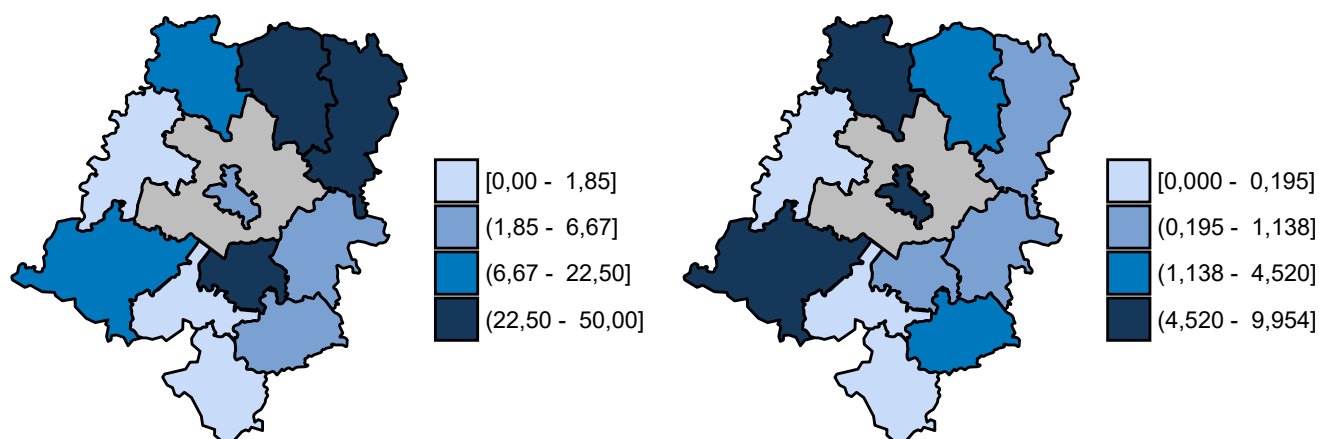 [0,00 - 1,85]
(1,85 - 6,67]
(6,67 - 22,50]
(22,50 - 50,00]
[0,000 - 0,195]
(0,195 - 1,138]
(1,138 - 4,520]
(4,520 - 9,954]